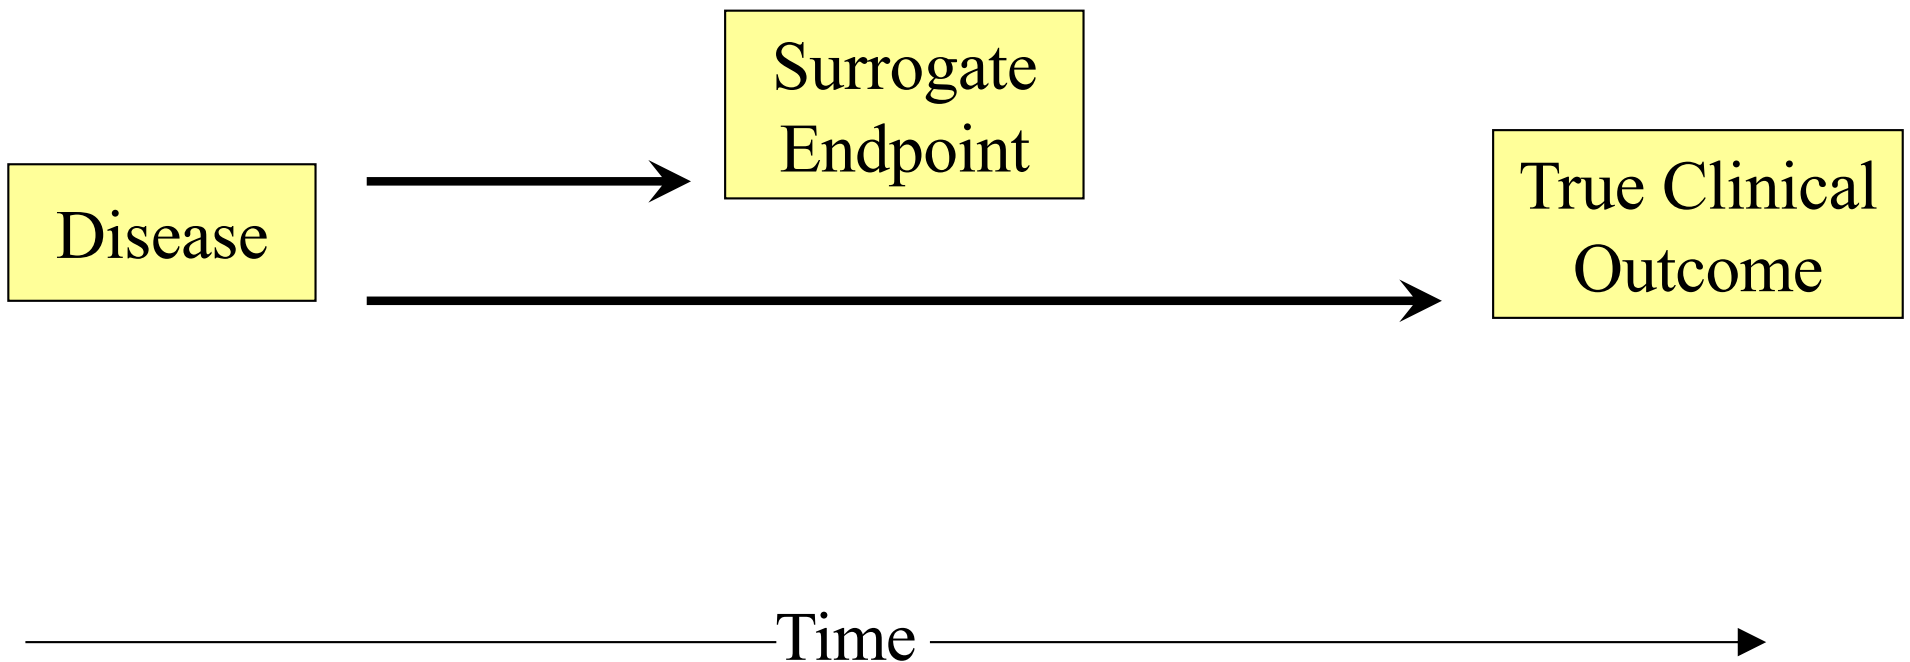 Surrogate
Endpoint
Disease
True Clinical
Outcome
Time